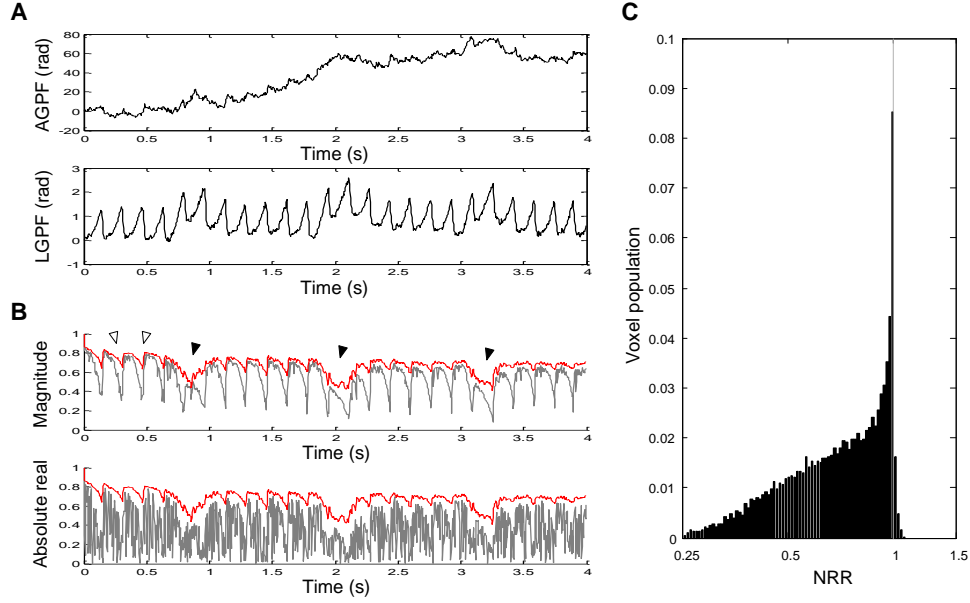 A
AGPF (rad)
80
60
40
20
0
-20
0 0.5 1 1.5 2 2.5 3 3.5 4
Time (s)
LGPF (rad)
3
2
1
0
-1
0 0.5 1 1.5 2 2.5 3 3.5 4
Time (s)
B
Magnitude
1
0.8
0.6
0.4
0.2
0
0 0.5 1 1.5 2 2.5 3 3.5 4
Time (s)
Absolute real
1
0.8
0.6
0.4
0.2
0
0 0.5 1 1.5 2 2.5 3 3.5 4
Time (s)
C
Voxel population
0.1
0.09
0.08
0.07
0.06
0.05
0.04
0.03
0.02
0.01
0
0.25 0.5 1 1.5
NRR